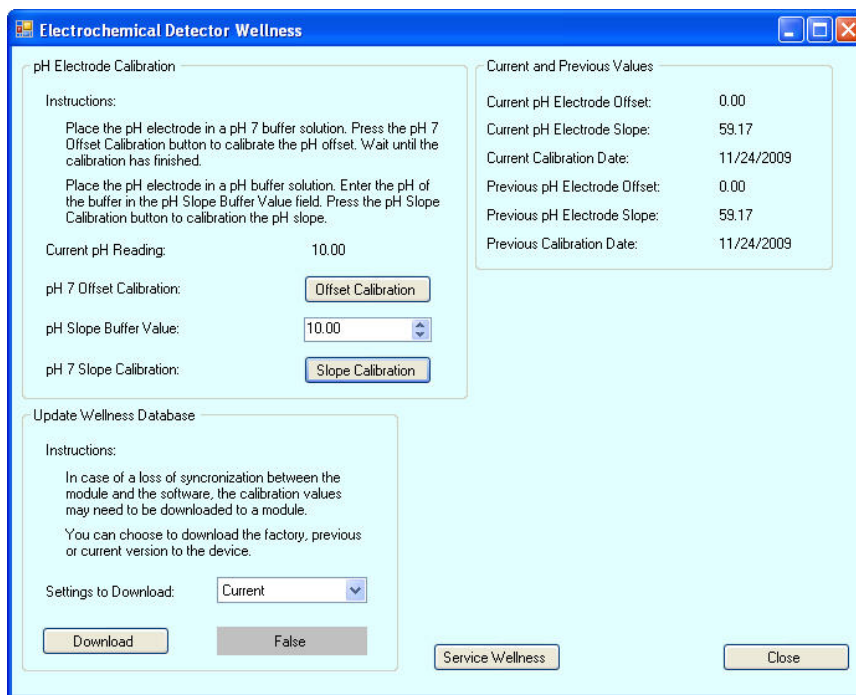 Electrochemical Detector Wellness
pH Electrode Calibration
Instructions:
Place the pH electrode in a pH 7 buffer solution. Press the pH 7
Offset Calibration button to calibrate the pH offset. Wait until the
calibration has finished.
Place the pH electrode in a pH buffer solution. Enter the pH of
the buffer in the pH Slope Buffer Value field. Press the pH Slope
Calibration button to calibration the pH slope.
Current pH Reading: 10.00
pH 7 Offset Calibration: Offset Calibration
pH Slope Buffer Value: 10.00
pH 7 Slope Calibration: Slope Calibration
Current and Previous Values
Current pH Electrode Offset: 0.00
Current pH Electrode Slope: 59.17
Current Calibration Date: 11/24/2009
Previous pH Electrode Offset: 0.00
Previous pH Electrode Slope: 59.17
Previous Calibration Date: 11/24/2009
Update Wellness Database
Instructions:
In case of a loss of syncronization between the
module and the software, the calibration values
may need to be downloaded to a module.
You can choose to download the factory, previous
or current version to the device.
Settings to Download: Current
Download False
Service Wellness Close